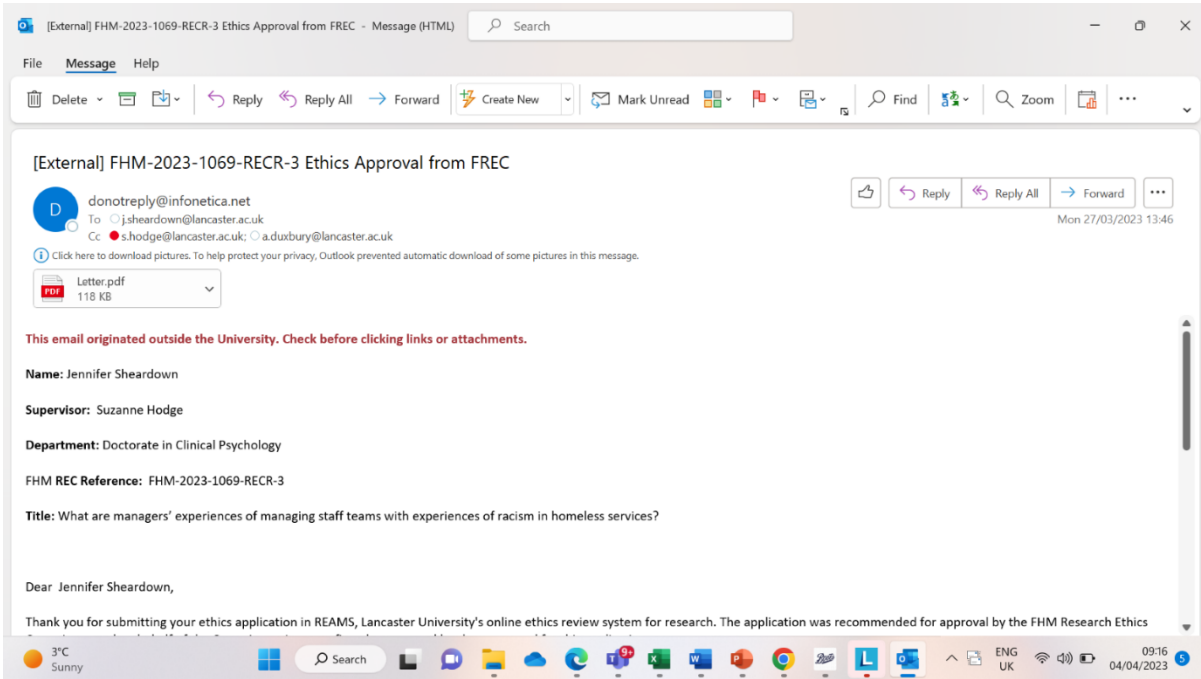 [External] FHM-2023-1069-RECR-3 Ethics Approval from FREC - Message (HTML)
Search
File Message Help
Delete Reply Reply All Forward Create New Mark Unread Find Zoom
[External] FHM-2023-1069-RECR-3 Ethics Approval from FREC
D
donotreply@infonetica.net
To j.sheardown@lancaster.ac.uk
Cc s.hodge@lancaster.ac.uk; a.duxbury@lancaster.ac.uk
Reply Reply All Forward
Mon 27/03/2023 13:46
Click here to download pictures. To help protect your privacy, Outlook prevented automatic download of some pictures in this message.
PDF
Letter.pdf
118 KB
This email originated outside the University. Check before clicking links or attachments.
Name: Jennifer Sheardown
Supervisor: Suzanne Hodge
Department: Doctorate in Clinical Psychology
FHM REC Reference: FHM-2023-1069-RECR-3
Title: What are managers' experiences of managing staff teams with experiences of racism in homeless services?
Dear Jennifer Sheardown,
Thank you for submitting your ethics application in REAMS, Lancaster University's online ethics review system for research. The application was recommended for approval by the FHM Research Ethics
3°C
Sunny
Search
9+
Boots
L
ENG
UK
09:16
04/04/2023
5